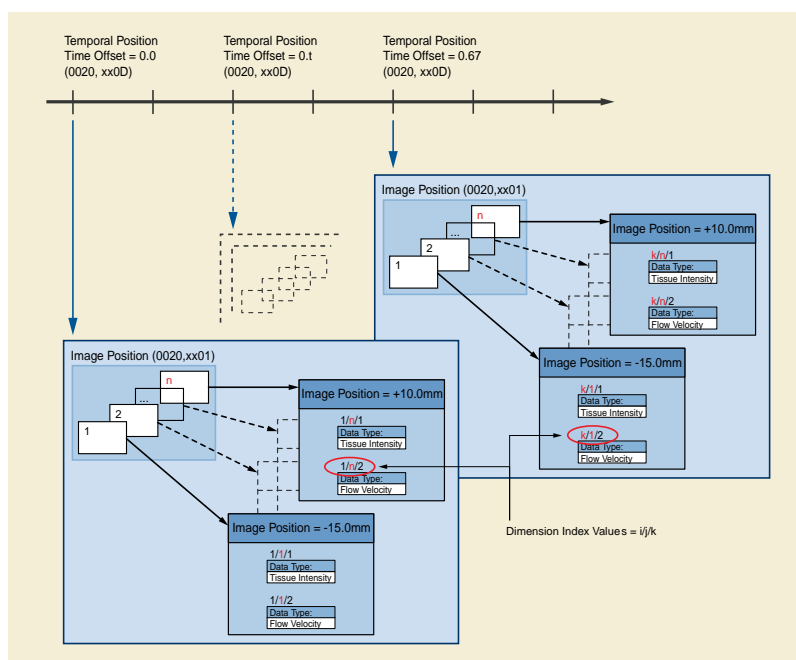 Temporal Position
Time Offset = 0.0
(0020, xx0D)
Temporal Position
Time Offset = 0.t
(0020, xx0D)
Temporal Position
Time Offset = 0.67
(0020, xx0D)
Image Position (0020,xx01)
n
...
2
1
Image Position = +10.0mm
k/n/1
Data Type:
Tissue Intensity
k/n/2
Data Type:
Flow Velocity
Image Position = -15.0mm
k/1/1
Data Type:
Tissue Intensity
k/1/2
Data Type:
Flow Velocity
Image Position (0020,xx01)
n
...
2
1
Image Position = +10.0mm
1/n/1
Data Type:
Tissue Intensity
1/n/2
Data Type:
Flow Velocity
Image Position = -15.0mm
1/1/1
Data Type:
Tissue Intensity
1/1/2
Data Type:
Flow Velocity
Dimension Index Values = i/j/k